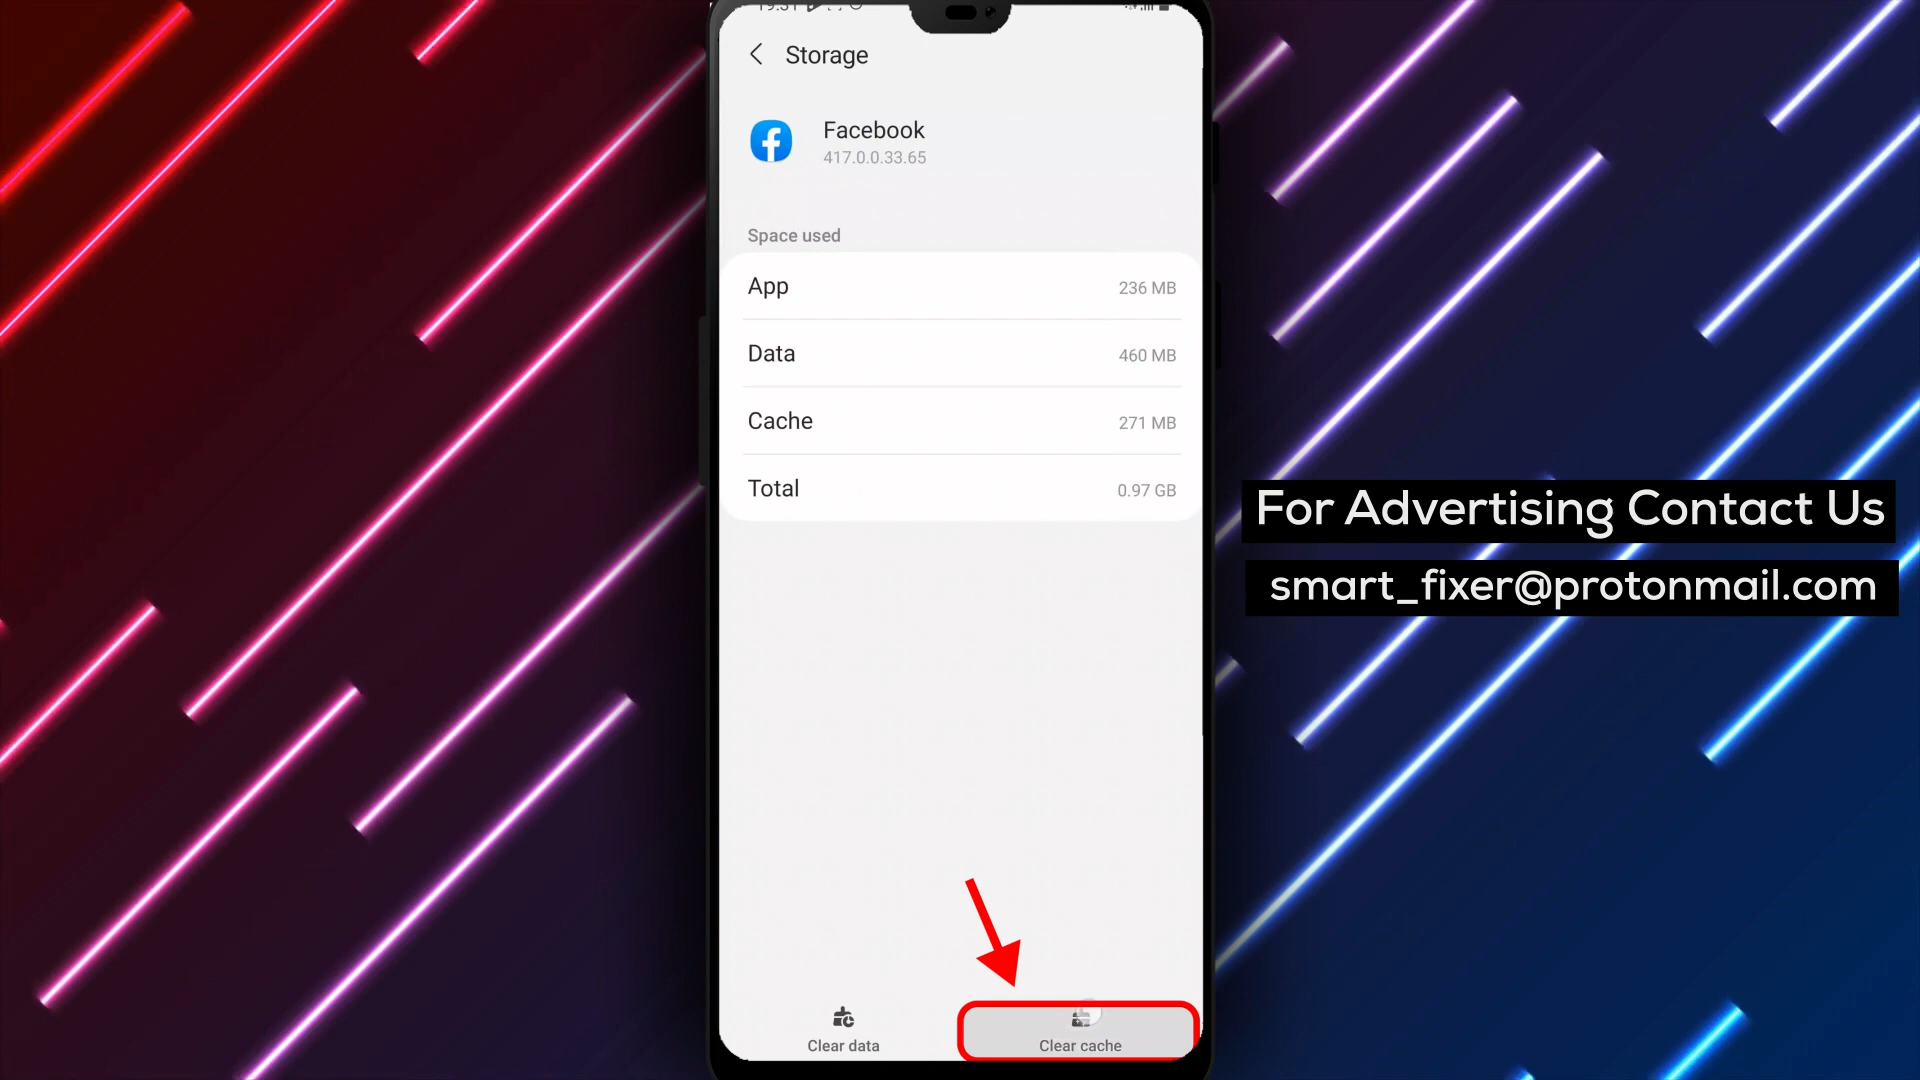 Storage
Facebook
417.0.0.33.65
Space used
App 236 MB
Data 460 MB
Cache 271 MB
Total 0.97 GB
Clear data
Clear cache
For Advertising Contact Us
smart_fixer@protonmail.com